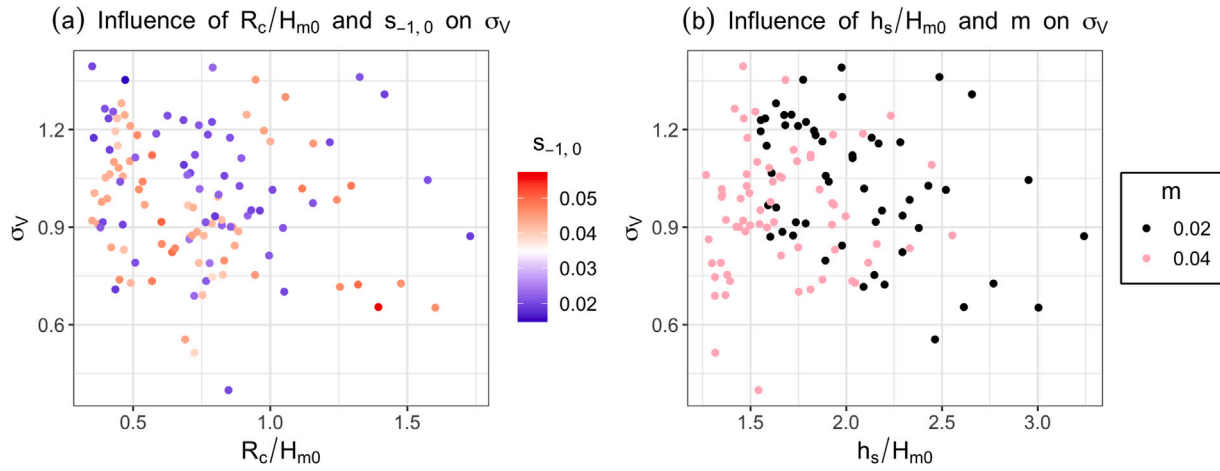 (a) Influence of R_c/H_m0 and s_−1, 0 on σ_V
1.2
0.9
0.6
σ_V
0.5 1.0 1.5
R_c/H_m0
s_−1, 0
0.05
0.04
0.03
0.02
(b) Influence of h_s/H_m0 and m on σ_V
1.2
0.9
0.6
σ_V
1.5 2.0 2.5 3.0
h_s/H_m0
m
0.02
0.04